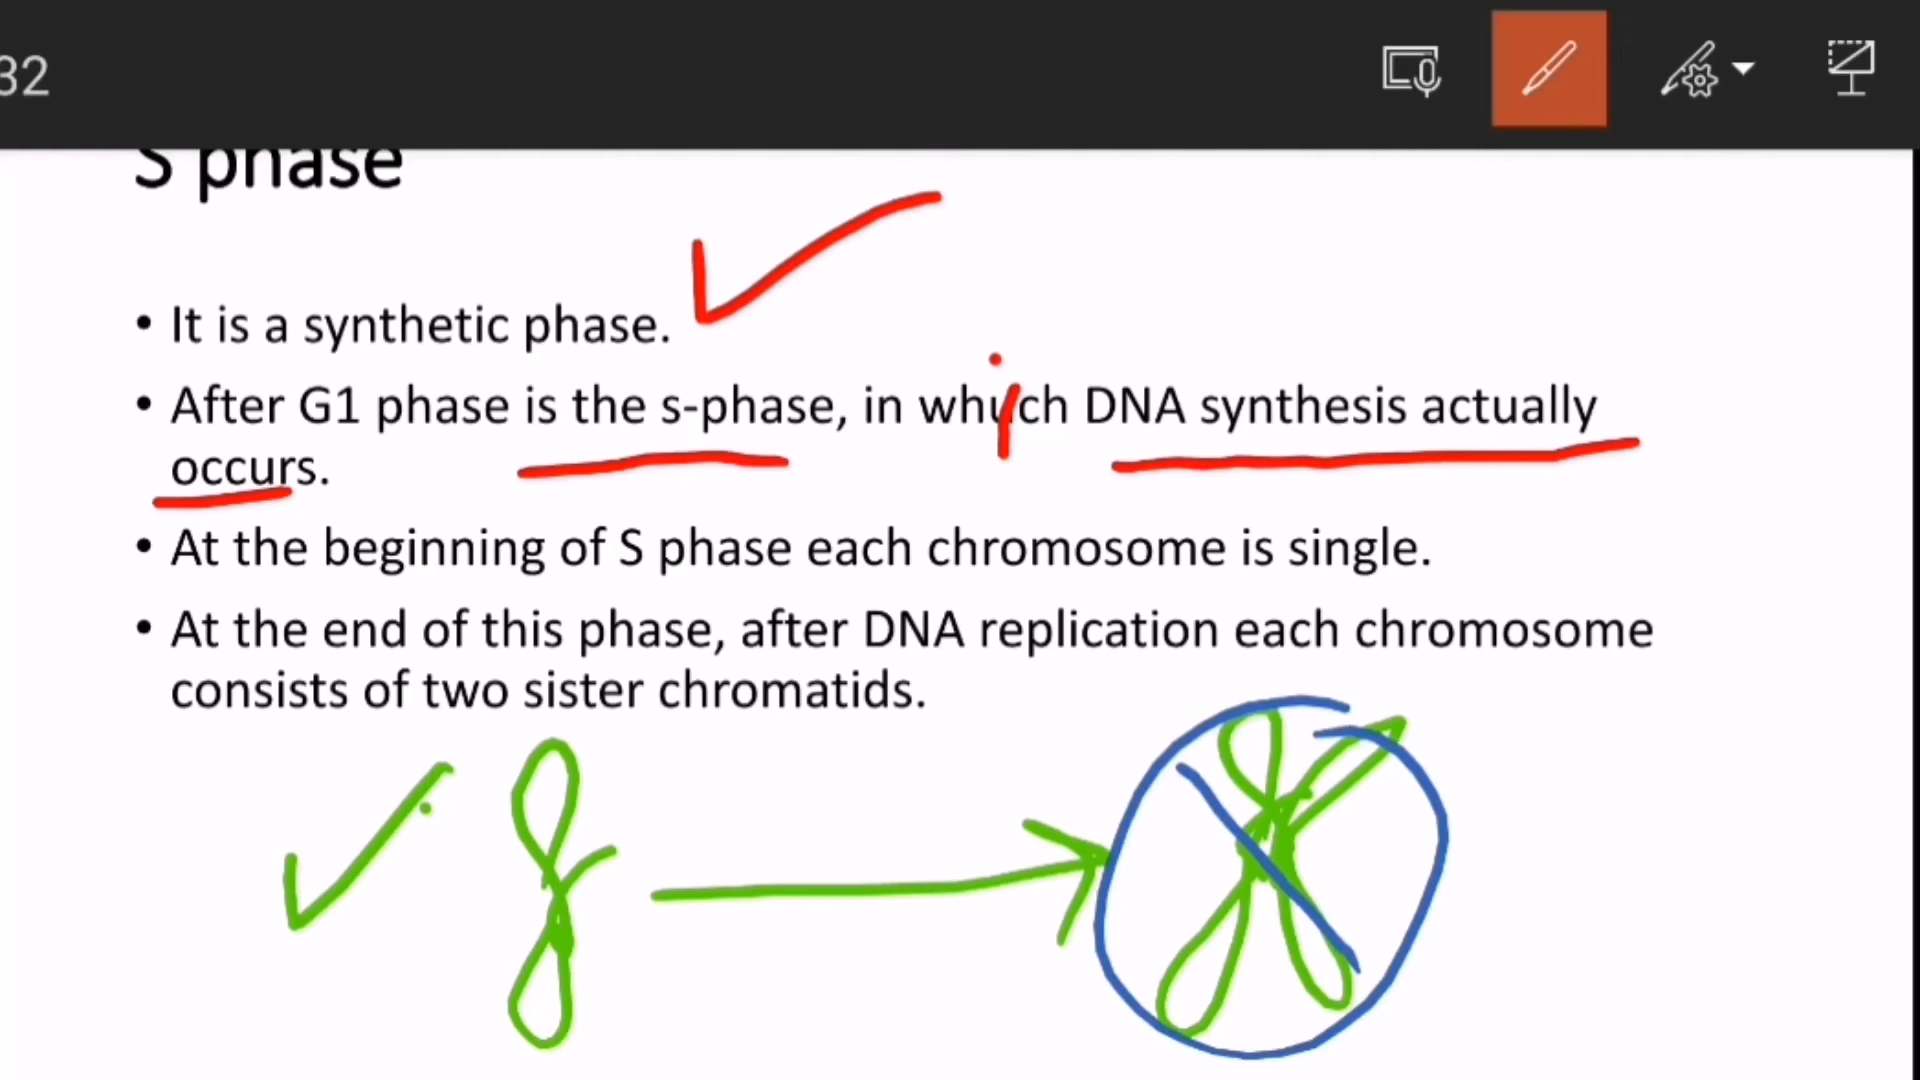 32
S phase
• It is a synthetic phase.
• After G1 phase is the s-phase, in which DNA synthesis actually
occurs.
• At the beginning of S phase each chromosome is single.
• At the end of this phase, after DNA replication each chromosome
consists of two sister chromatids.